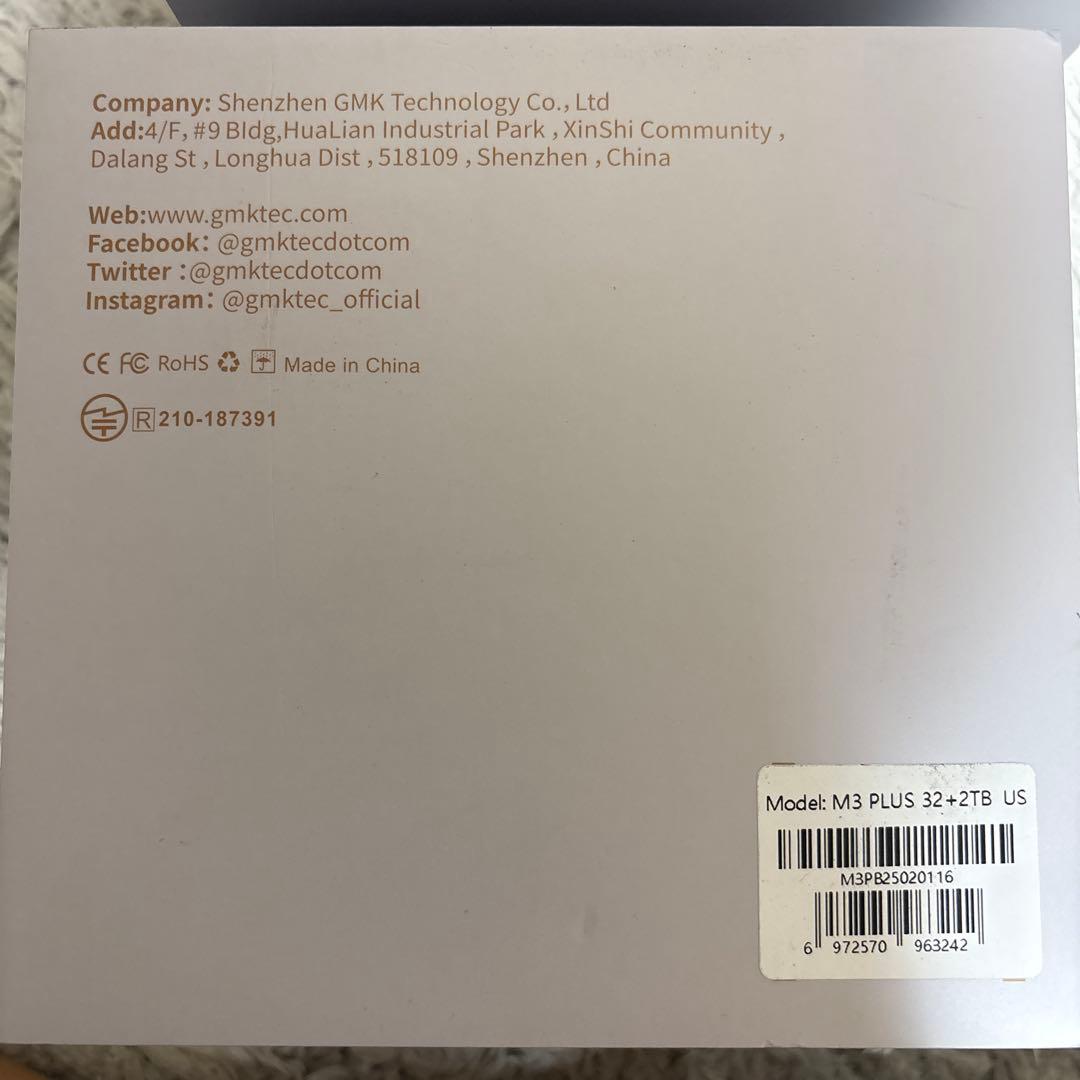 Company: Shenzhen GMK Technology Co., Ltd
Add:4/F, #9 Bldg,HuaLian Industrial Park , XinShi Community ,
Dalang St , Longhua Dist , 518109 , Shenzhen , China
Web:www.gmktec.com
Facebook: @gmktecdotcom
Twitter :@gmktecdotcom
Instagram: @gmktec_official
CE FC RoHS Made in China
R 210-187391
Model: M3 PLUS 32+2TB US
M3PB25020116
6 972570 963242